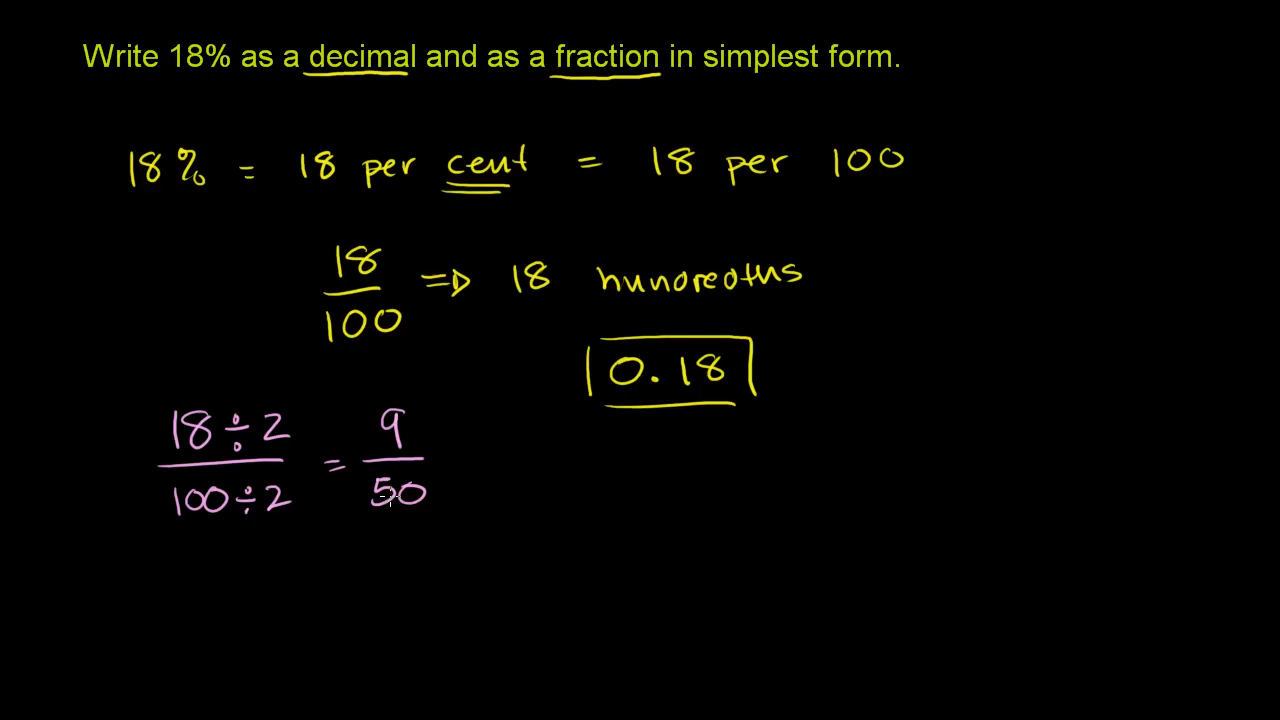 Write 18% as a decimal and as a fraction in simplest form.
18% = 18 per cent = 18 per 100
18/100 ⇒ 18 hundredths
0.18
18÷2/100÷2 = 9/50